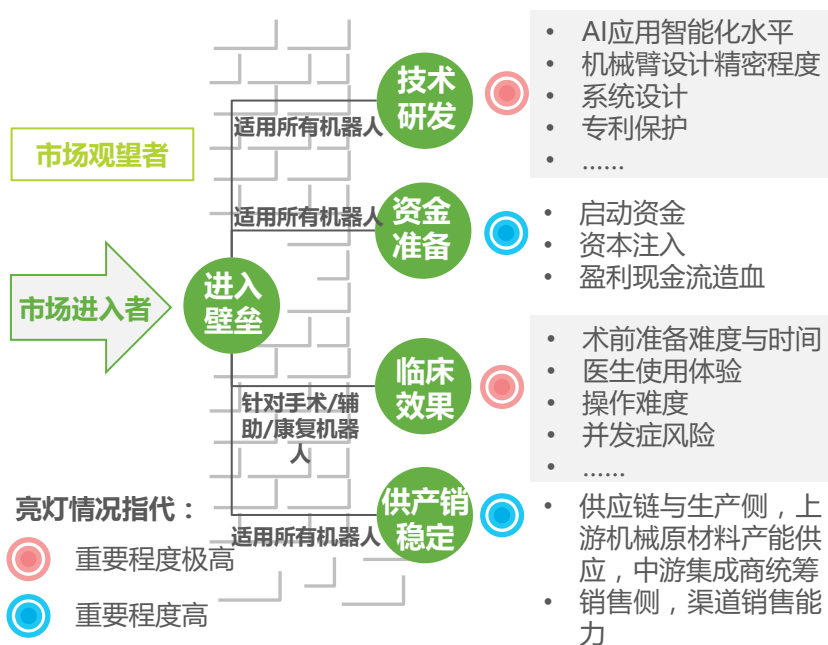 市场观望者
市场进入者
进入
壁垒
适用所有机器人
技术
研发
• AI应用智能化水平
• 机械臂设计精密程度
• 系统设计
• 专利保护
• ......
适用所有机器人
资金
准备
• 启动资金
• 资本注入
• 盈利现金流造血
针对手术/辅
助/康复机器
人
临床
效果
• 术前准备难度与时间
• 医生使用体验
• 操作难度
• 并发症风险
• ......
适用所有机器人
供产销
稳定
• 供应链与生产侧，上
游机械原材料产能供
应，中游集成商统筹
• 销售侧，渠道销售能
力
亮灯情况指代：
重要程度极高
重要程度高